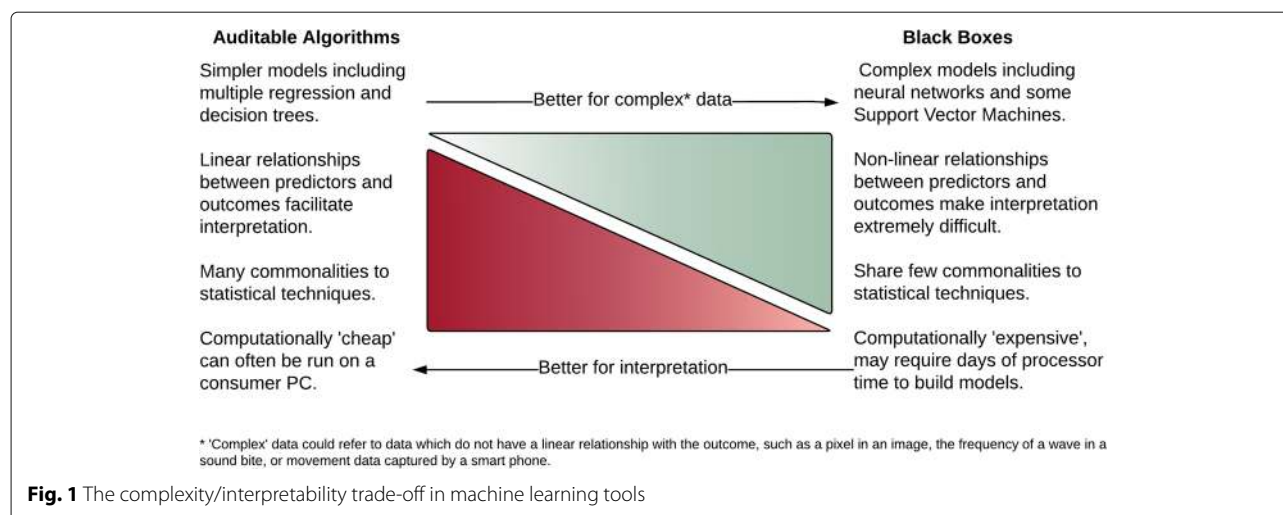 Auditable Algorithms
Simpler models including
multiple regression and
decision trees.
Linear relationships
between predictors and
outcomes facilitate
interpretation.
Many commonalities to
statistical techniques.
Computationally 'cheap'
can often be run on a
consumer PC.
Better for complex* data
Better for interpretation
Black Boxes
Complex models including
neural networks and some
Support Vector Machines.
Non-linear relationships
between predictors and
outcomes make interpretation
extremely difficult.
Share few commonalities to
statistical techniques.
Computationally 'expensive',
may require days of processor
time to build models.
* 'Complex' data could refer to data which do not have a linear relationship with the outcome, such as a pixel in an image, the frequency of a wave in a
sound bite, or movement data captured by a smart phone.
Fig. 1 The complexity/interpretability trade-off in machine learning tools